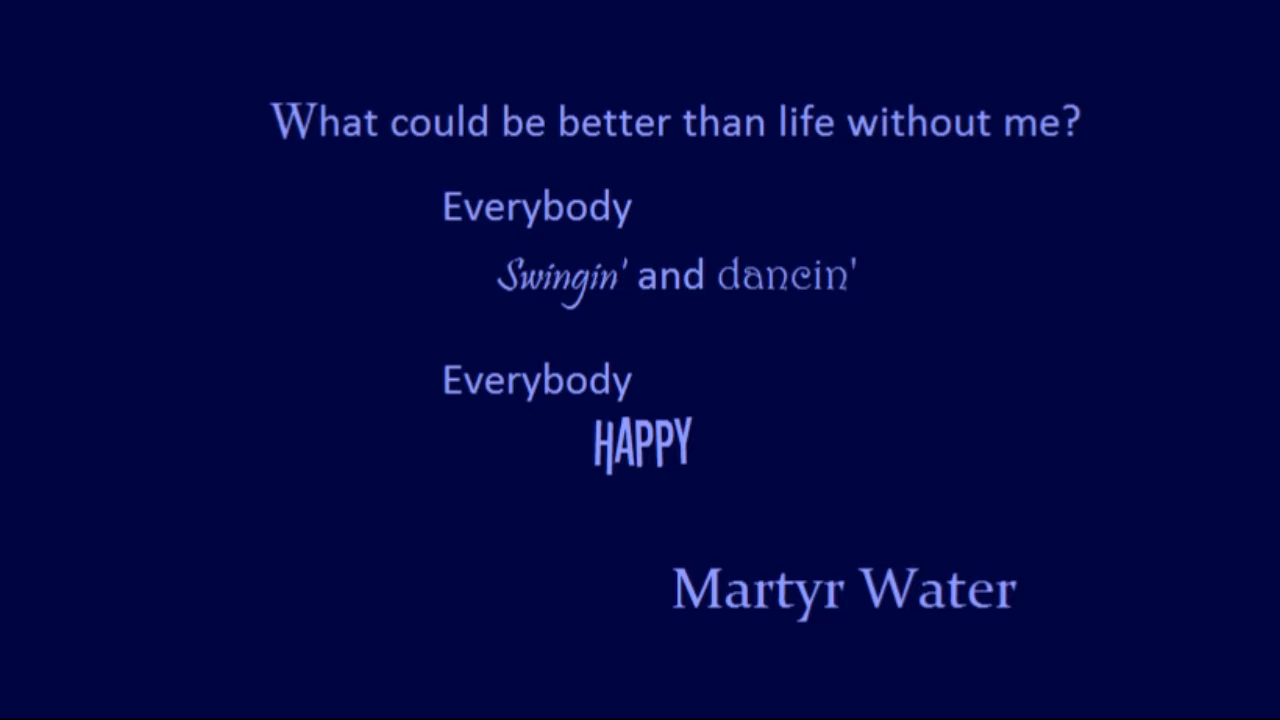 What could be better than life without me?
Everybody
Swingin' and dancin'
Everybody
HAPPY
Martyr Water